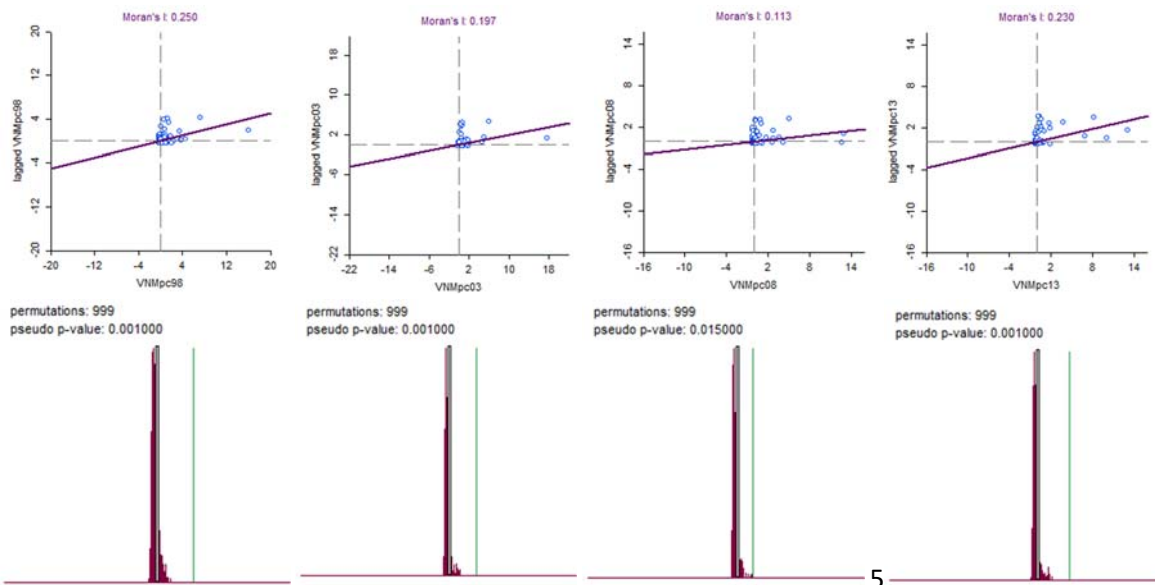 Moran's I: 0.250
20
12
4
-4
-12
-20
lagged VNMpc98
-20
-12
-4
4
12
20
VNMpc98
Moran's I: 0.197
18
10
2
-6
-14
-22
lagged VNMpc03
-22
-14
-6
2
10
18
VNMpc03
Moran's I: 0.113
14
8
2
-4
-10
-16
lagged VNMpc08
-16
-10
-4
2
8
14
VNMpc08
Moran's I: 0.230
14
8
2
-4
-10
-16
lagged VNMpc13
-16
-10
-4
2
8
14
VNMpc13
permutations: 999
pseudo p-value: 0.001000
permutations: 999
pseudo p-value: 0.001000
permutations: 999
pseudo p-value: 0.015000
permutations: 999
pseudo p-value: 0.001000
5